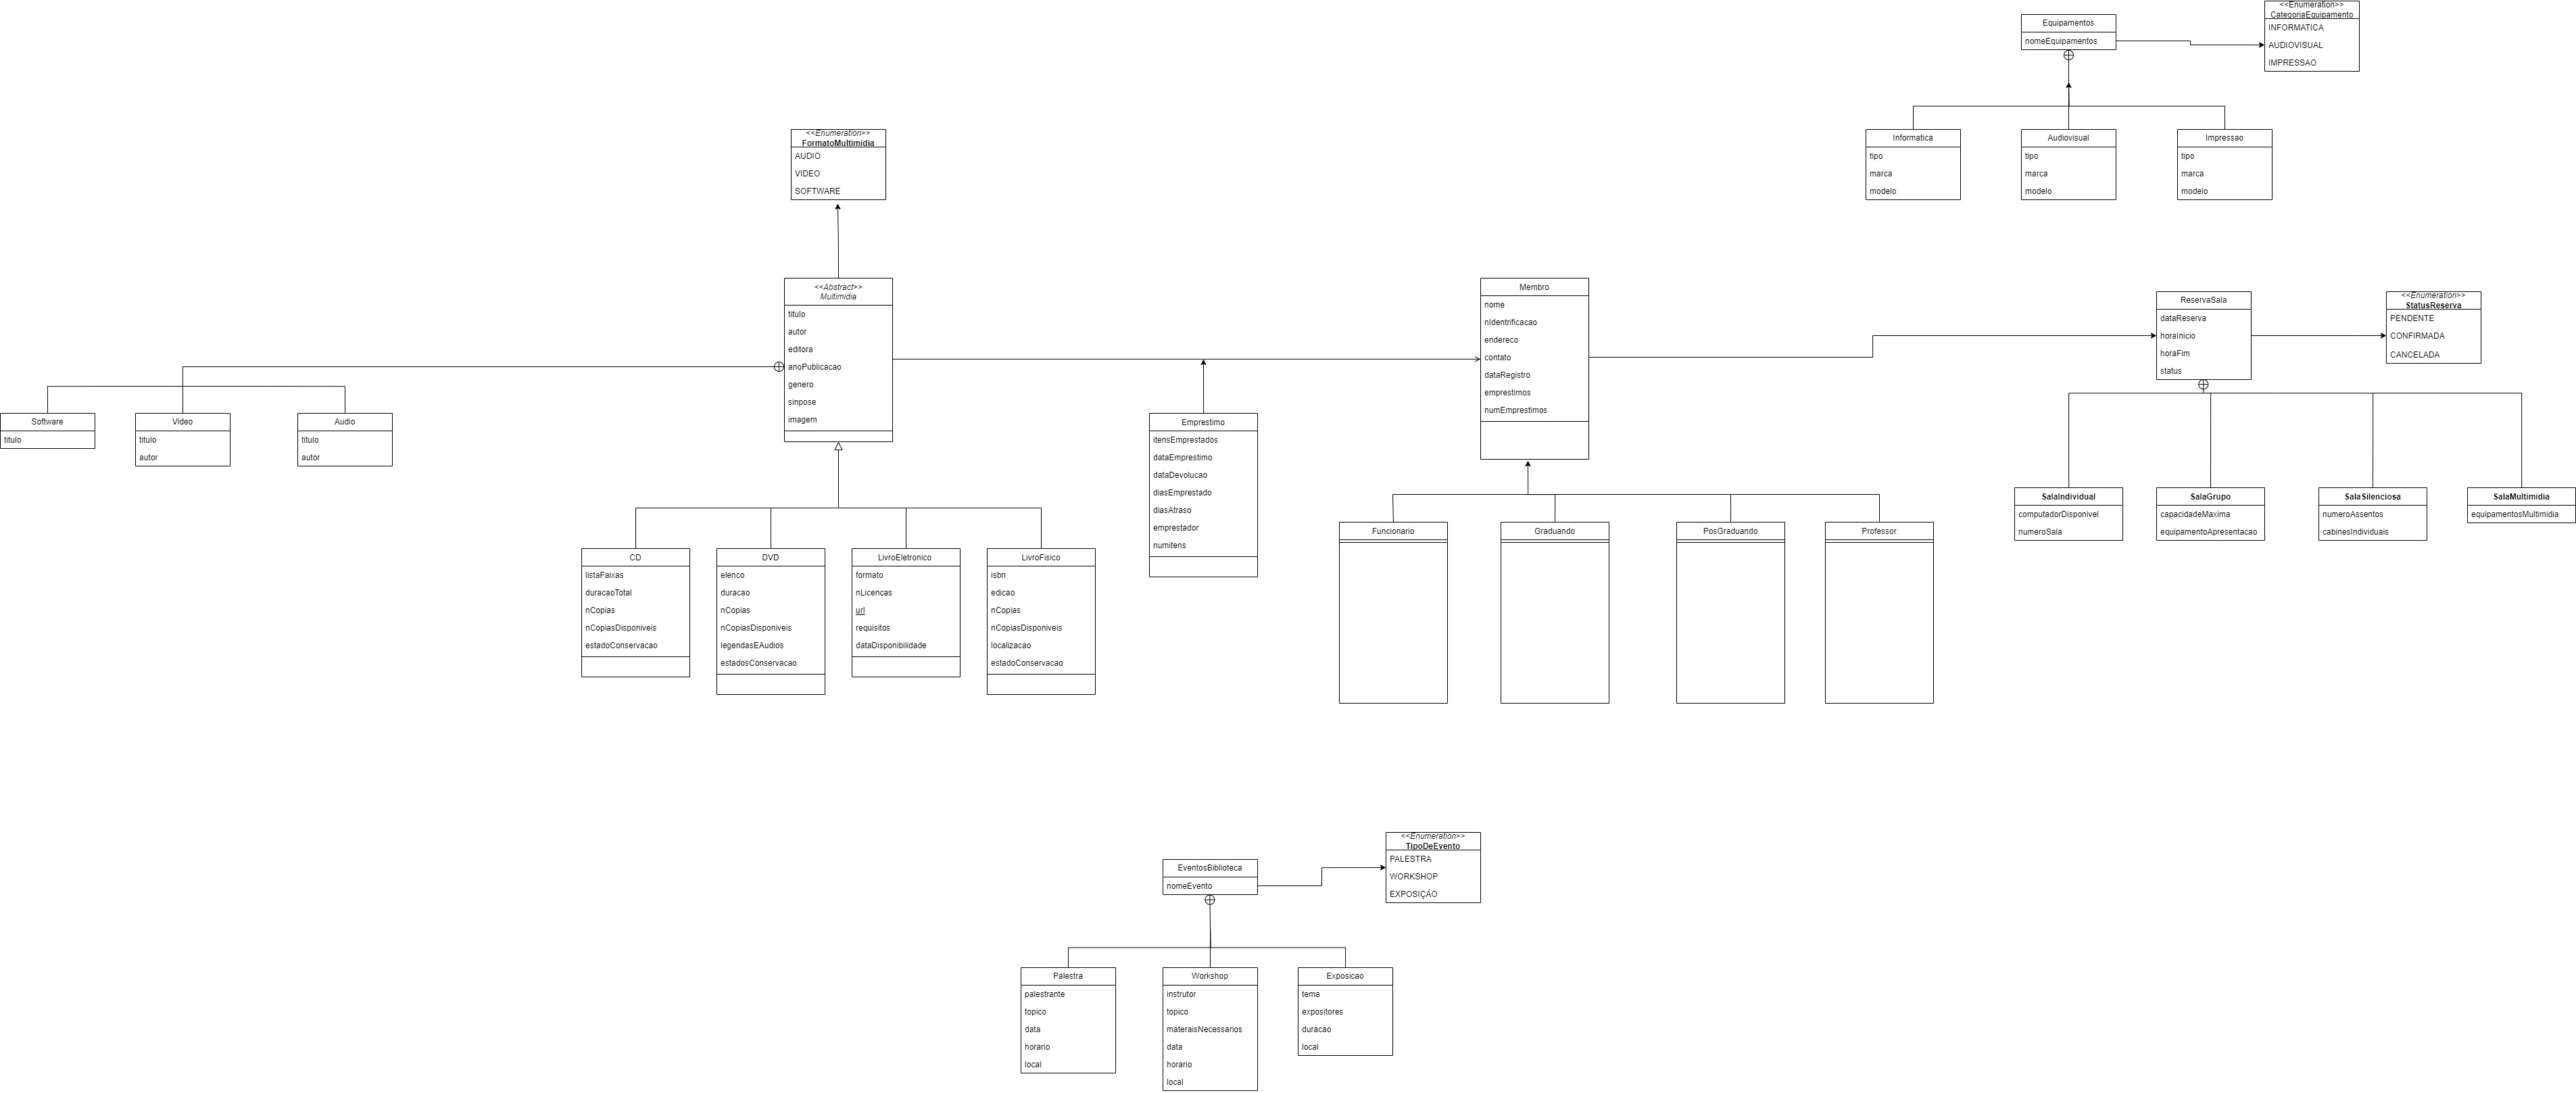 <<Enumeration>>
CategoriaEquipamento
INFORMATICA
AUDIOVISUAL
IMPRESSAO
Equipamentos
nomeEquipamentos
Informatica
tipo
marca
modelo
Audiovisual
tipo
marca
modelo
Impressao
tipo
marca
modelo
<<Enumeration>>
FormatoMultimidia
AUDIO
VIDEO
SOFTWARE
<<Abstract>>
Multimidia
titulo
autor
editora
anoPublicacao
genero
sinpose
imagem
Membro
nome
nIdentrificacao
endereco
contato
dataRegistro
emprestimos
numEmprestimos
ReservaSala
dataReserva
horaInicio
horaFim
status
<<Enumeration>>
StatusReserva
PENDENTE
CONFIRMADA
CANCELADA
Software
titulo
Video
titulo
autor
Audio
titulo
autor
Emprestimo
itensEmprestados
dataEmprestimo
dataDevolucao
diasEmprestado
diasAtraso
emprestador
numitens
SalaIndividual
computadorDisponivel
numeroSala
SalaGrupo
capacidadeMaxima
equipamentoApresentacao
SalaSilenciosa
numeroAssentos
cabinesIndividuais
SalaMultimidia
equipamentosMultimidia
Funcionario
Graduando
PosGraduando
Professor
CD
listaFaixas
duracaoTotal
nCopias
nCopiasDisponiveis
estadoConservacao
DVD
elenco
duracao
nCopias
nCopiasDisponiveis
legendasEAudios
estadosConservacao
LivroEletronico
formato
nLicencas
url
requisitos
dataDisponibilidade
LivroFisico
isbn
edicao
nCopias
nCopiasDisponiveis
localizacao
estadoConservacao
<<Enumeration>>
TipoDeEvento
PALESTRA
WORKSHOP
EXPOSIÇÃO
EventosBiblioteca
nomeEvento
Palestra
palestrante
topico
data
horario
local
Workshop
instrutor
topico
materaisNecessarios
data
horario
local
Exposicao
tema
expositores
duracao
local